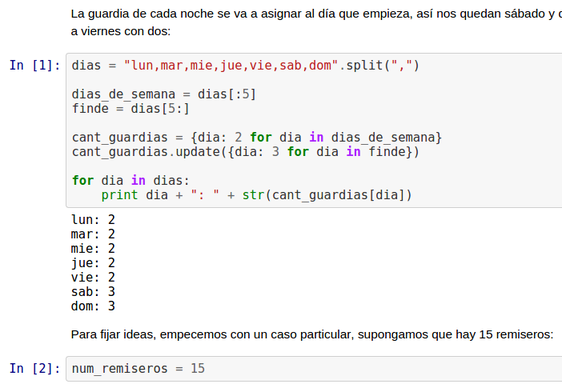 La guardia de cada noche se va a asignar al día que empieza, así nos quedan sábado y
a viernes con dos:
In [1]: dias = "lun,mar,mie,jue,vie,sab,dom".split(",")
dias_de_semana = dias[:5]
finde = dias[5:]
cant_guardias = {dia: 2 for dia in dias_de_semana}
cant_guardias.update({dia: 3 for dia in finde})
for dia in dias:
    print dia + ": " + str(cant_guardias[dia])
lun: 2
mar: 2
mie: 2
jue: 2
vie: 2
sab: 3
dom: 3
Para fijar ideas, empecemos con un caso particular, supongamos que hay 15 remiseros:
In [2]: num_remiseros = 15